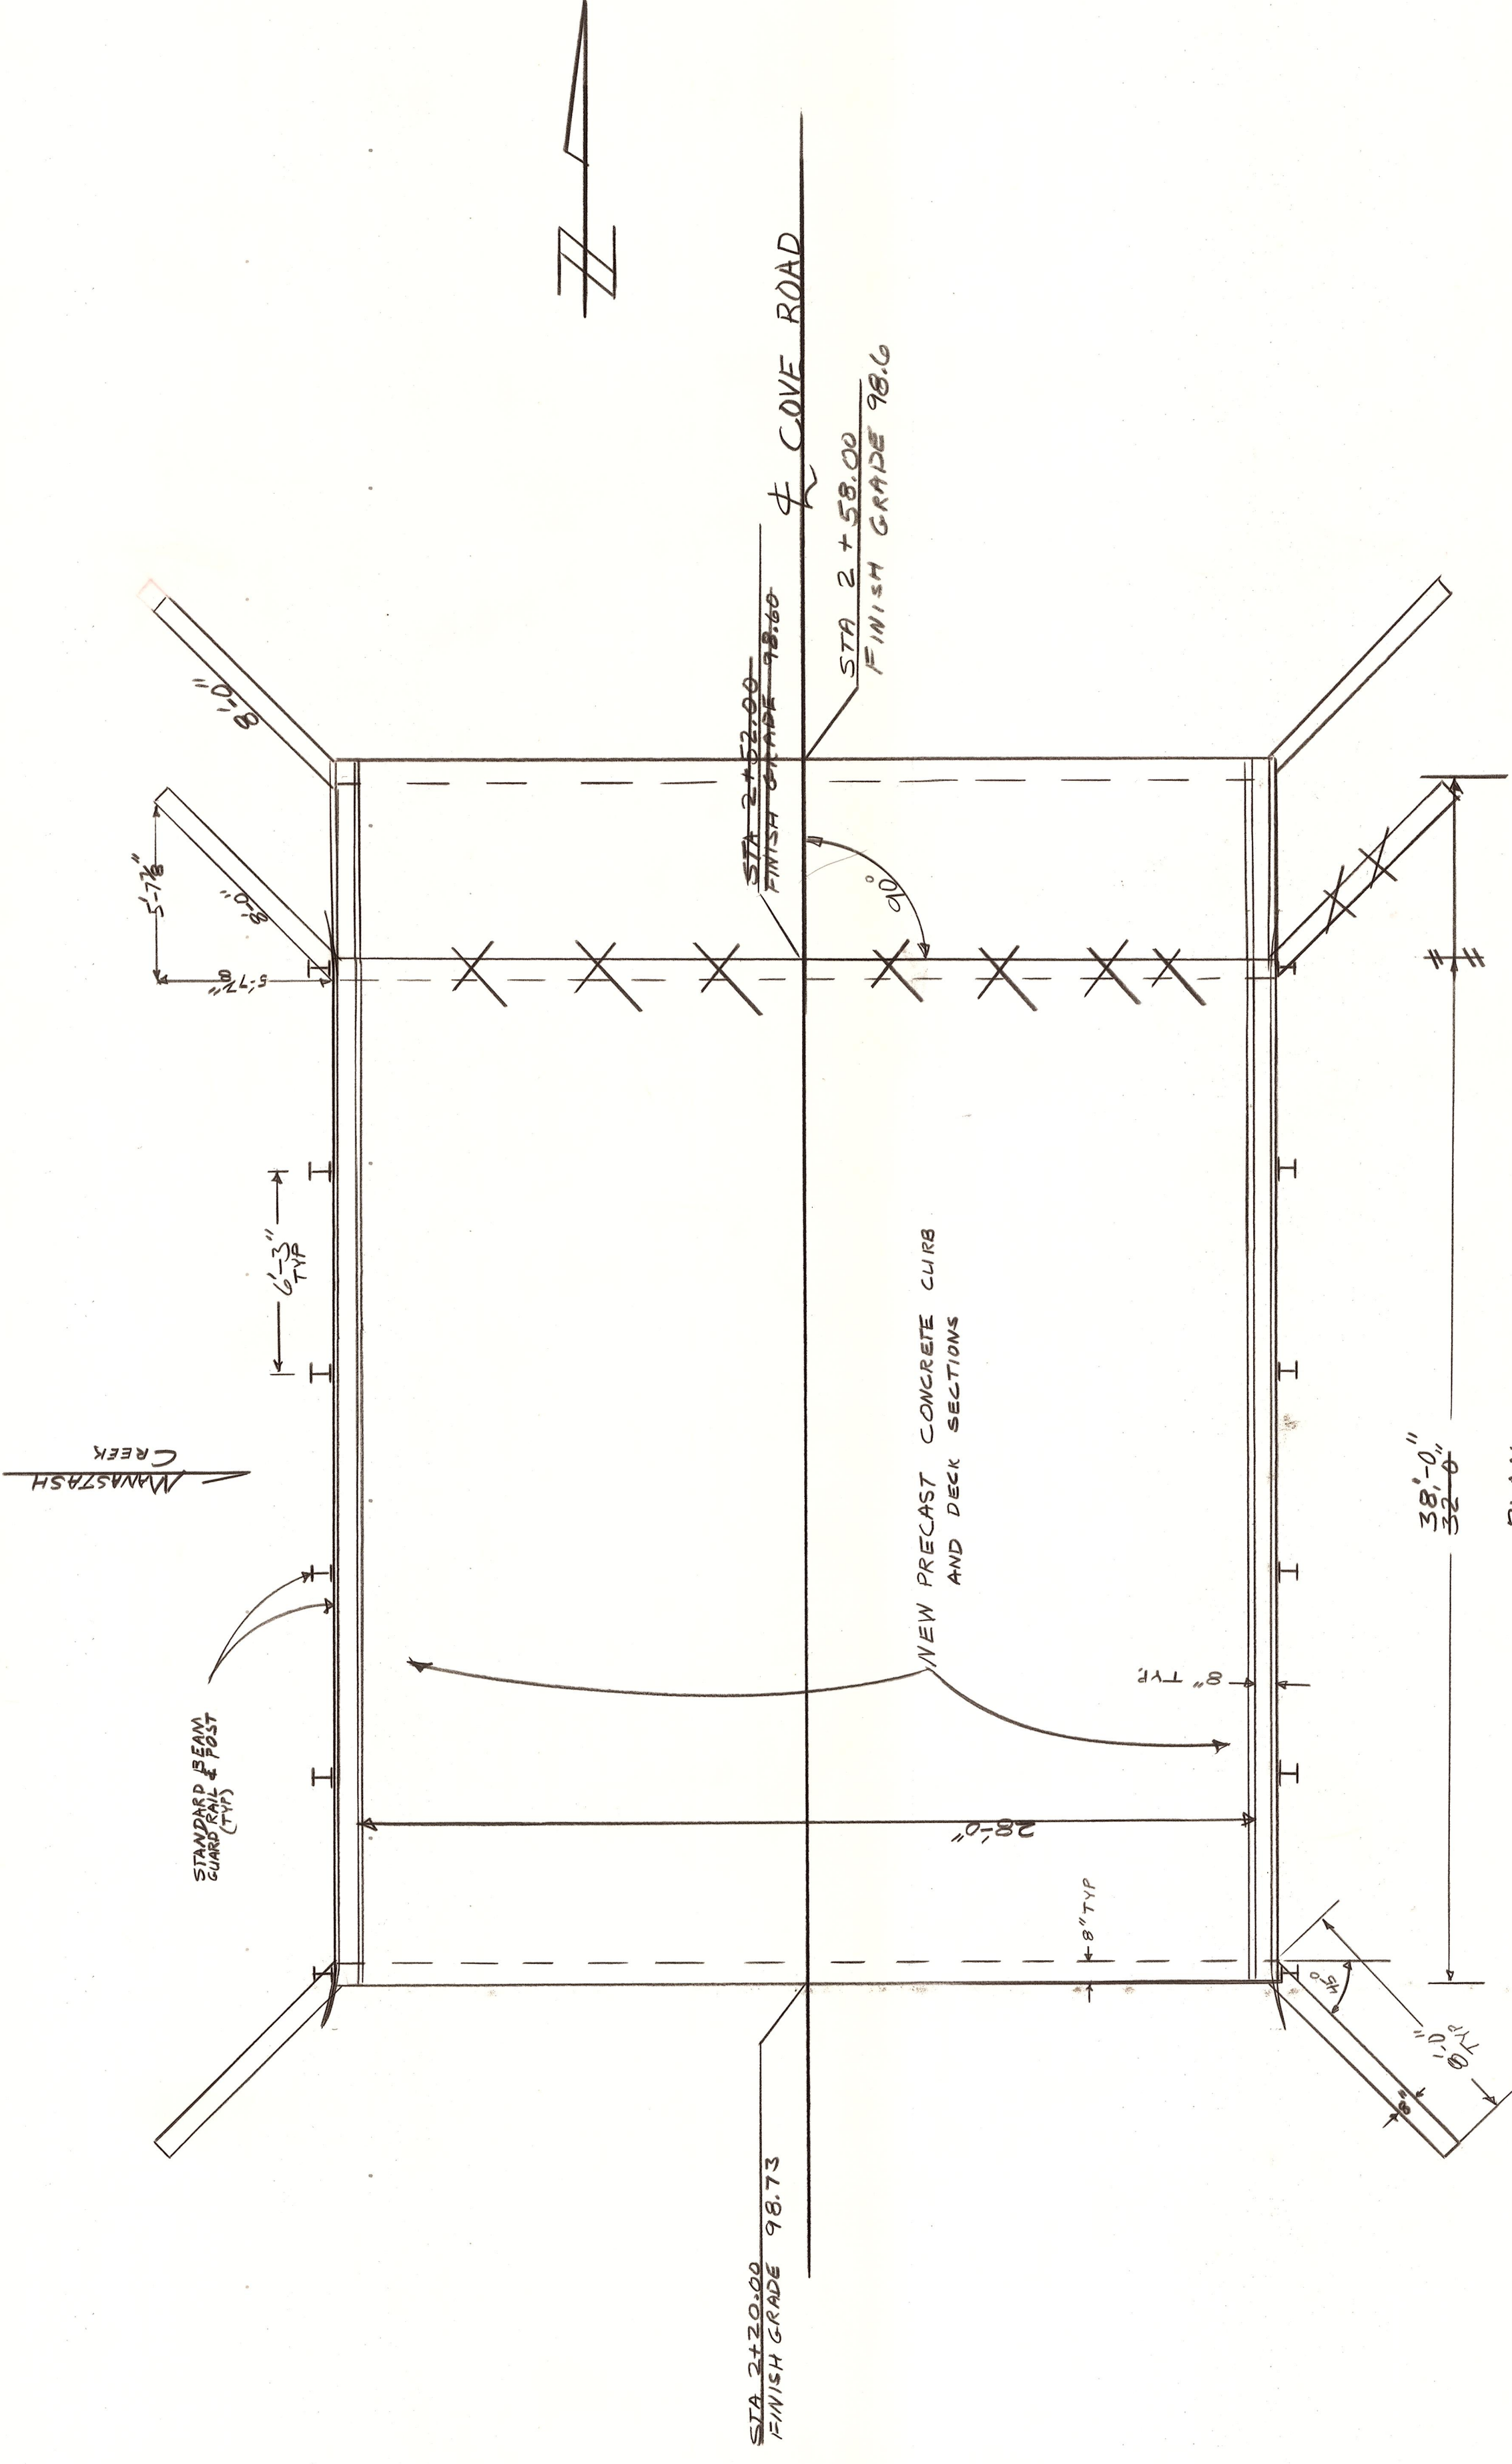 N
℄ COVE ROAD
STA 2 + 58.00
FINISH GRADE 98.6
STA 2+52.00
FINISH GRADE 98.60
90°
8'-0"
8'-0"
5'-7⅞"
5'-7⅞"
6'-3"
TYP
MANASTASH
CREEK
STANDARD BEAM
GUARD RAIL & POST
(TYP)
NEW PRECAST CONCRETE CURB
AND DECK SECTIONS
8" TYP.
28'-0"
8" TYP
38'-0"
32'-0"
45°
8'-0"
TYP
8"
STA 2+20.00
FINISH GRADE 98.73